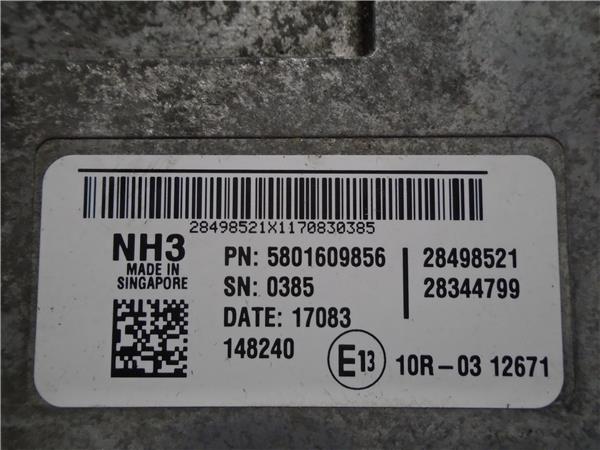 28498521X1170830385
NH3
MADE IN
SINGAPORE
PN: 5801609856
SN: 0385
DATE: 17083
148240
28498521
28344799
E13
10R-03 12671